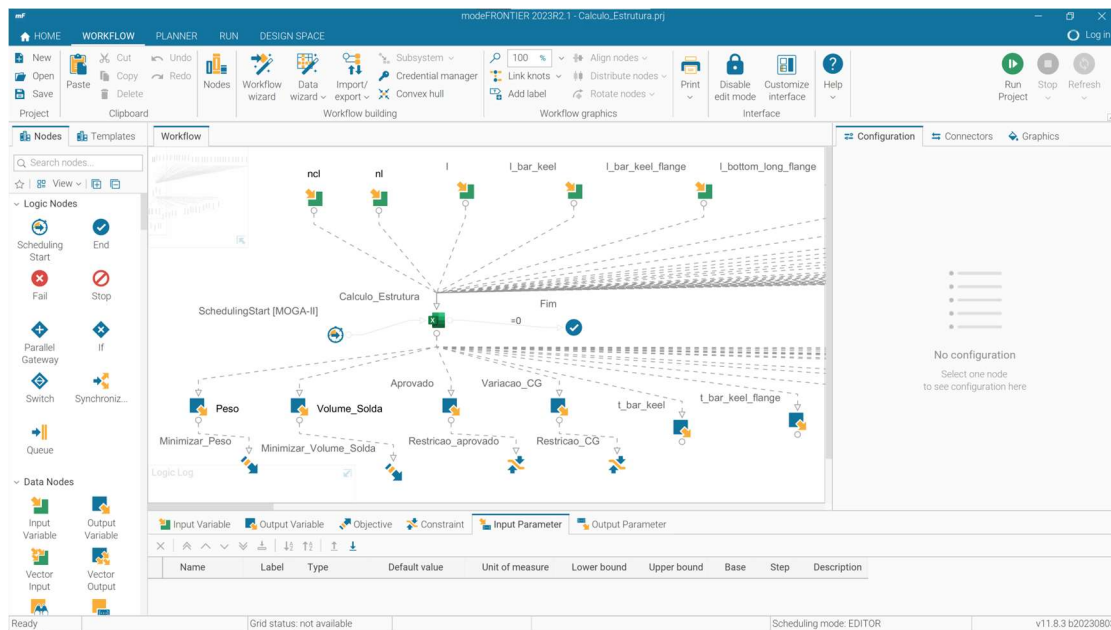 mF modeFRONTIER 2023R2.1 - Calculo_Estrutura.prj
HOME WORKFLOW PLANNER RUN DESIGN SPACE Log in
New Cut Undo Subsystem 100 % Align nodes
Open Paste Copy Redo Nodes Workflow wizard Data wizard Import/ export Credential manager Link knots Distribute nodes Print Disable edit mode Customize interface Help Run Project Stop Refresh
Save Delete Convex hull Add label Rotate nodes
Project Clipboard Workflow building Workflow graphics Interface
Nodes Templates Workflow Configuration Connectors Graphics
Search nodes...
View
Logic Nodes
Scheduling Start End
Fail Stop
Parallel Gateway If
Switch Synchroniz...
Queue
Data Nodes
Input Variable Output Variable
Vector Input Vector Output
ncl nl l l_bar_keel l_bar_keel_flange l_bottom_long_flange
Calculo_Estrutura Fim
SchedulingStart [MOGA-II] =0
Aprovado Variacao_CG
Peso Volume_Solda t_bar_keel t_bar_keel_flange
Minimizar_Peso Minimizar_Volume_Solda Restricao_aprovado Restricao_CG
Logic Log
No configuration
Select one node
to see configuration here
Input Variable Output Variable Objective Constraint Input Parameter Output Parameter
Name Label Type Default value Unit of measure Lower bound Upper bound Base Step Description
Ready Grid status: not available Scheduling mode: EDITOR v11.8.3 b2023080